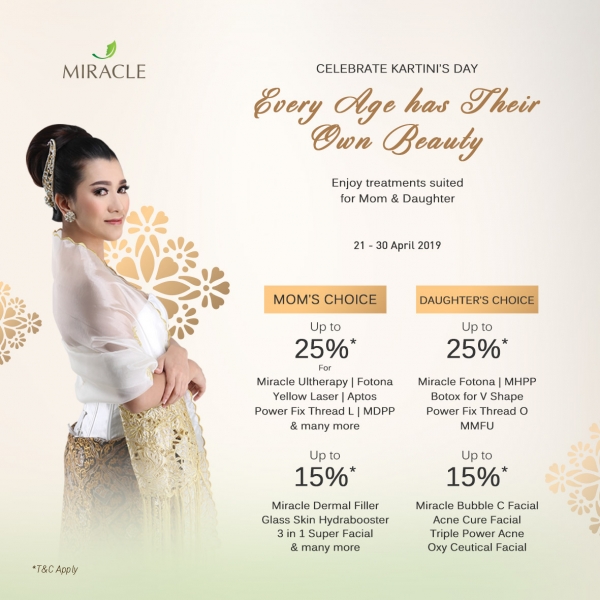 MIRACLE
CELEBRATE KARTINI'S DAY
Every Age has Their
Own Beauty
Enjoy treatments suited
for Mom & Daughter
21 - 30 April 2019
MOM'S CHOICE
Up to
25%*
For
Miracle Ultherapy | Fotona
Yellow Laser | Aptos
Power Fix Thread L | MDPP
& many more
Up to
15%*
Miracle Dermal Filler
Glass Skin Hydrabooster
3 in 1 Super Facial
& many more
DAUGHTER'S CHOICE
Up to
25%*
Miracle Fotona | MHPP
Botox for V Shape
Power Fix Thread O
MMFU
Up to
15%*
Miracle Bubble C Facial
Acne Cure Facial
Triple Power Acne
Oxy Ceutical Facial
*T&C Apply